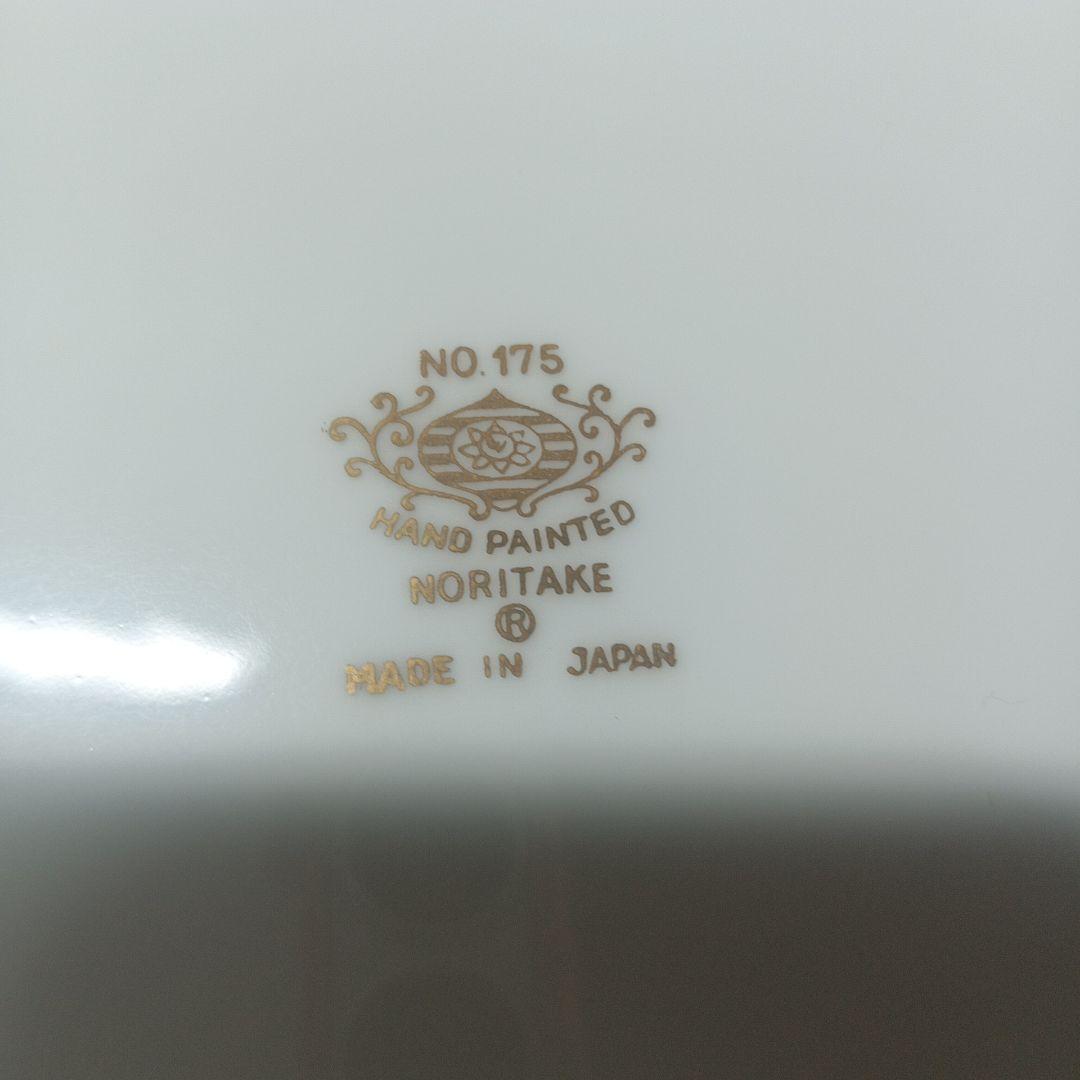 NO. 175
HAND PAINTED
NORITAKE
®
MADE IN JAPAN